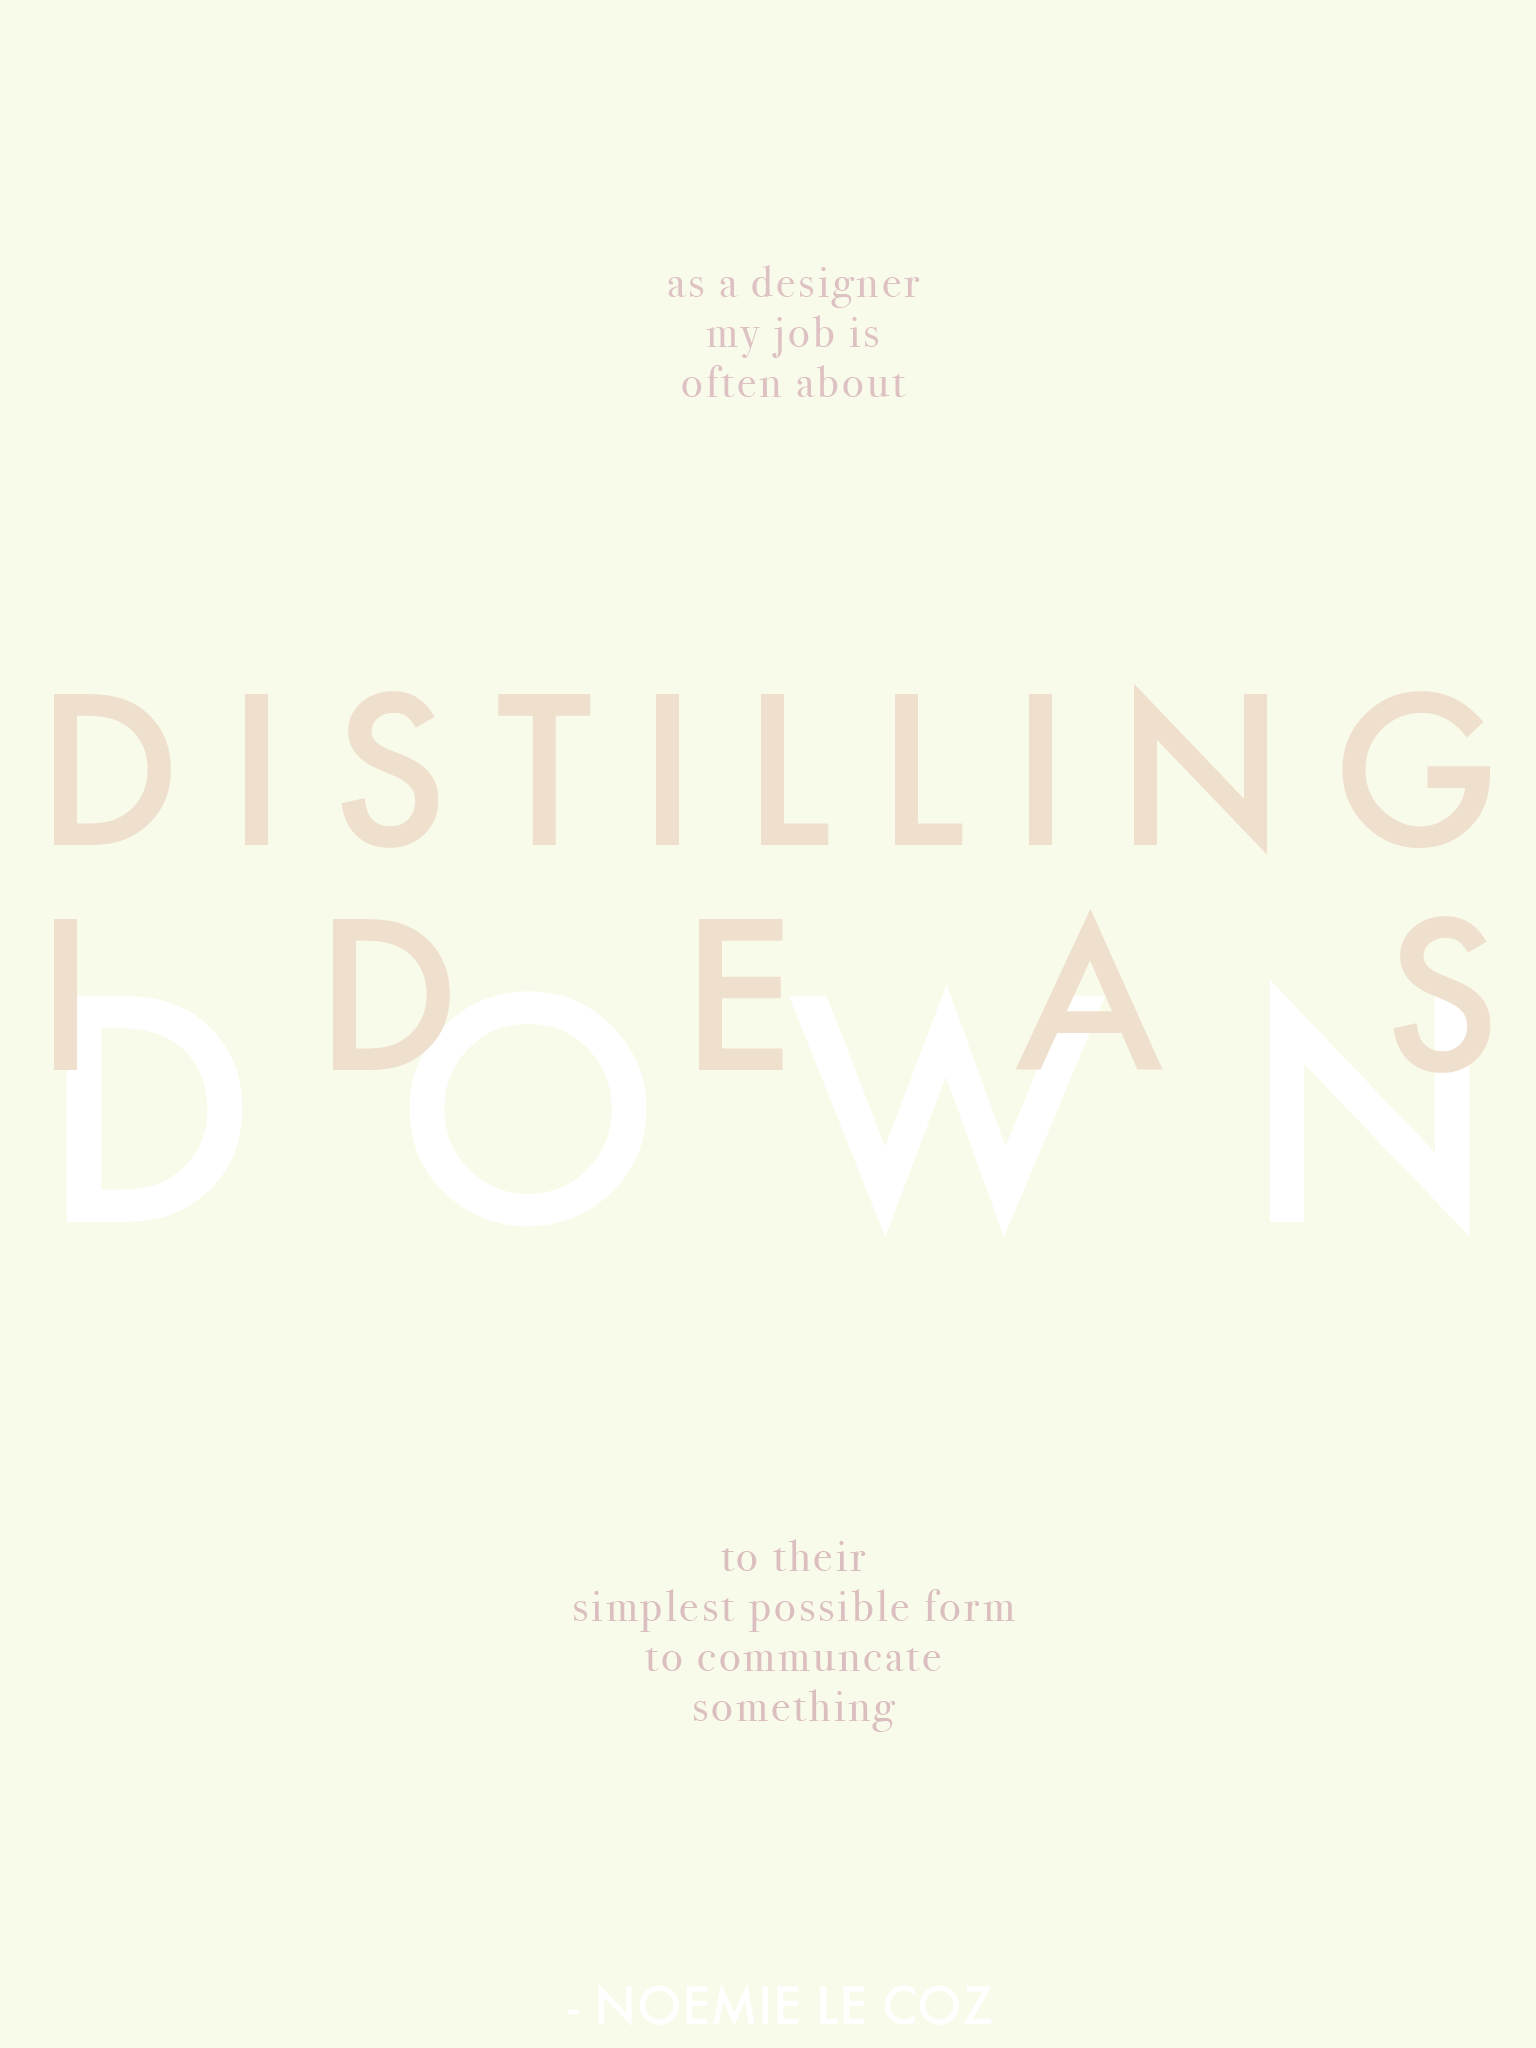 as a designer
my job is
often about
DISTILLING
IDEAS
DOWN
to their
simplest possible form
to communcate
something
- NOEMIE LE COZ